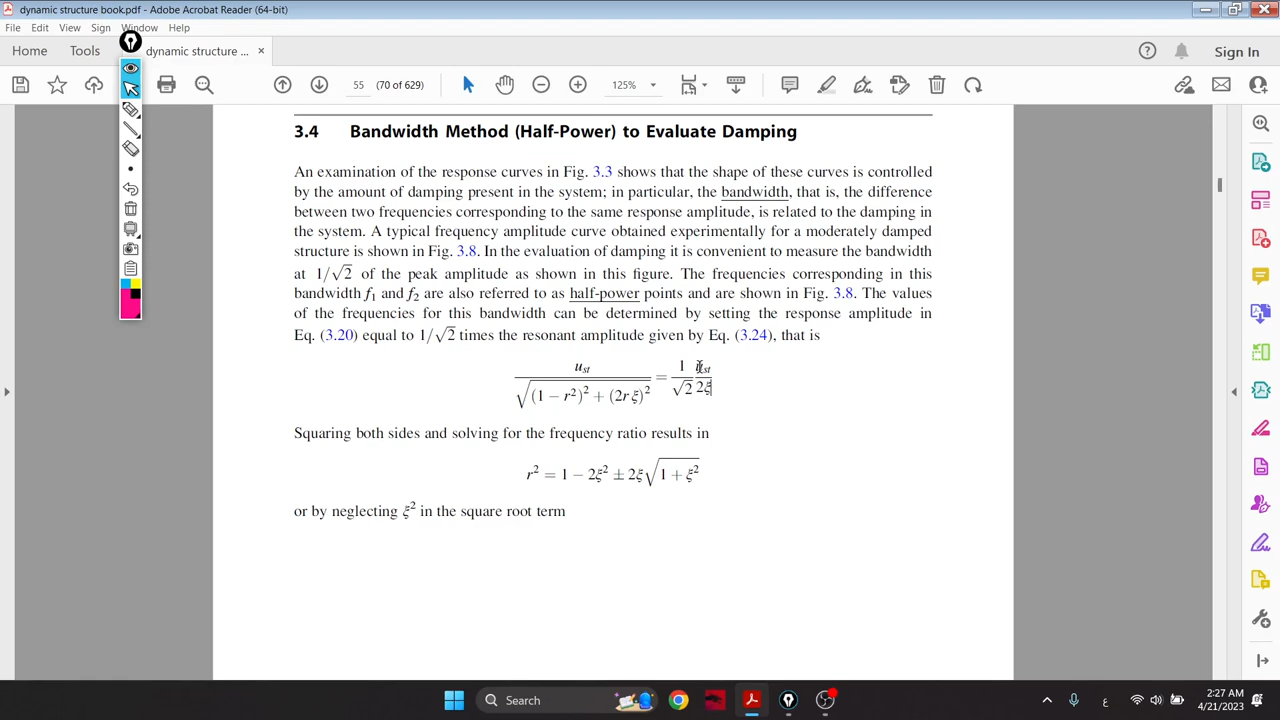 dynamic structure book.pdf - Adobe Acrobat Reader (64-bit)
File Edit View Sign Window Help
Home Tools dynamic structure ... × Sign In
55 (70 of 629) 125%
3.4 Bandwidth Method (Half-Power) to Evaluate Damping
An examination of the response curves in Fig. 3.3 shows that the shape of these curves is controlled
by the amount of damping present in the system; in particular, the bandwidth, that is, the difference
between two frequencies corresponding to the same response amplitude, is related to the damping in
the system. A typical frequency amplitude curve obtained experimentally for a moderately damped
structure is shown in Fig. 3.8. In the evaluation of damping it is convenient to measure the bandwidth
at 1/√2 of the peak amplitude as shown in this figure. The frequencies corresponding in this
bandwidth f₁ and f₂ are also referred to as half-power points and are shown in Fig. 3.8. The values
of the frequencies for this bandwidth can be determined by setting the response amplitude in
Eq. (3.20) equal to 1/√2 times the resonant amplitude given by Eq. (3.24), that is
u_st / √((1 − r²)² + (2r ξ)²) = 1/√2 u_st/2ξ
Squaring both sides and solving for the frequency ratio results in
r² = 1 − 2ξ² ± 2ξ√(1 + ξ²)
or by neglecting ξ² in the square root term
Search
ع
2:27 AM
4/21/2023